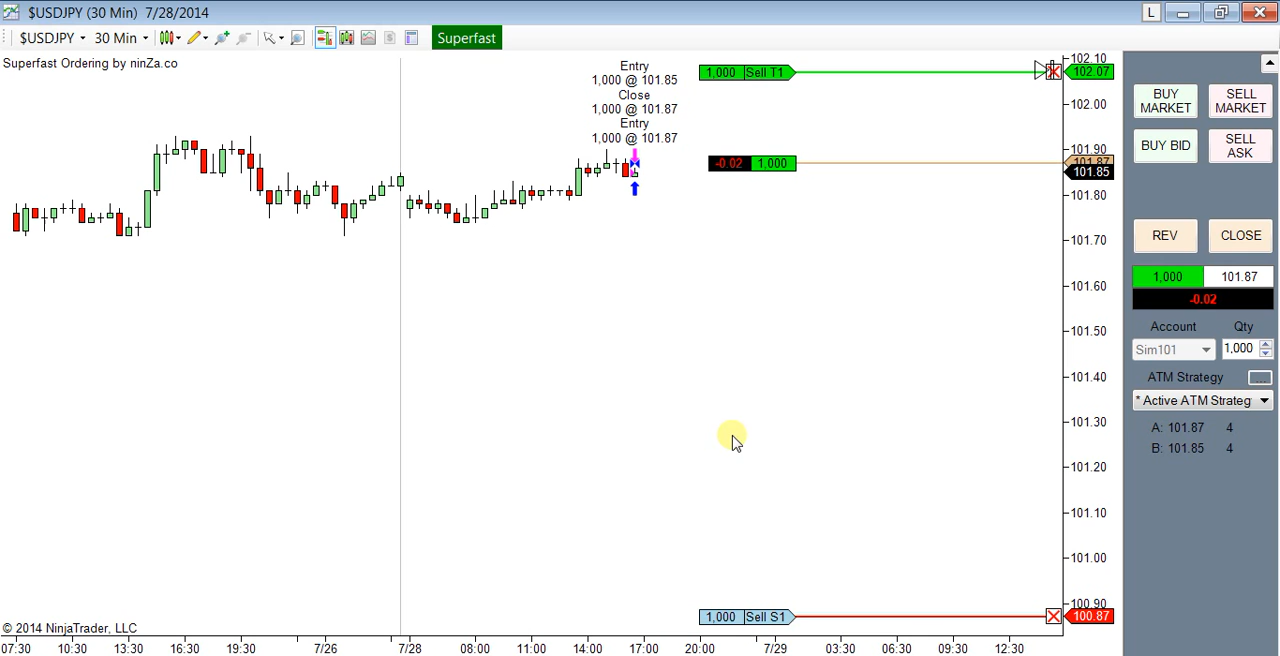 $USDJPY (30 Min) 7/28/2014
L
$USDJPY
30 Min
Superfast
Superfast Ordering by ninZa.co
Entry
1,000 @ 101.85
Close
1,000 @ 101.87
Entry
1,000 @ 101.87
1,000 Sell T1
-0.02 1,000
1,000 Sell S1
102.10
102.07
102.00
101.90
101.87
101.85
101.80
101.70
101.60
101.50
101.40
101.30
101.20
101.10
101.00
100.90
100.87
BUY MARKET
SELL MARKET
BUY BID
SELL ASK
REV
CLOSE
1,000 101.87
-0.02
Account Qty
Sim101 1,000
ATM Strategy ...
* Active ATM Strateg
A: 101.87 4
B: 101.85 4
© 2014 NinjaTrader, LLC
07:30 10:30 13:30 16:30 19:30 7/26 7/28 08:00 11:00 14:00 17:00 20:00 7/29 03:30 06:30 09:30 12:30